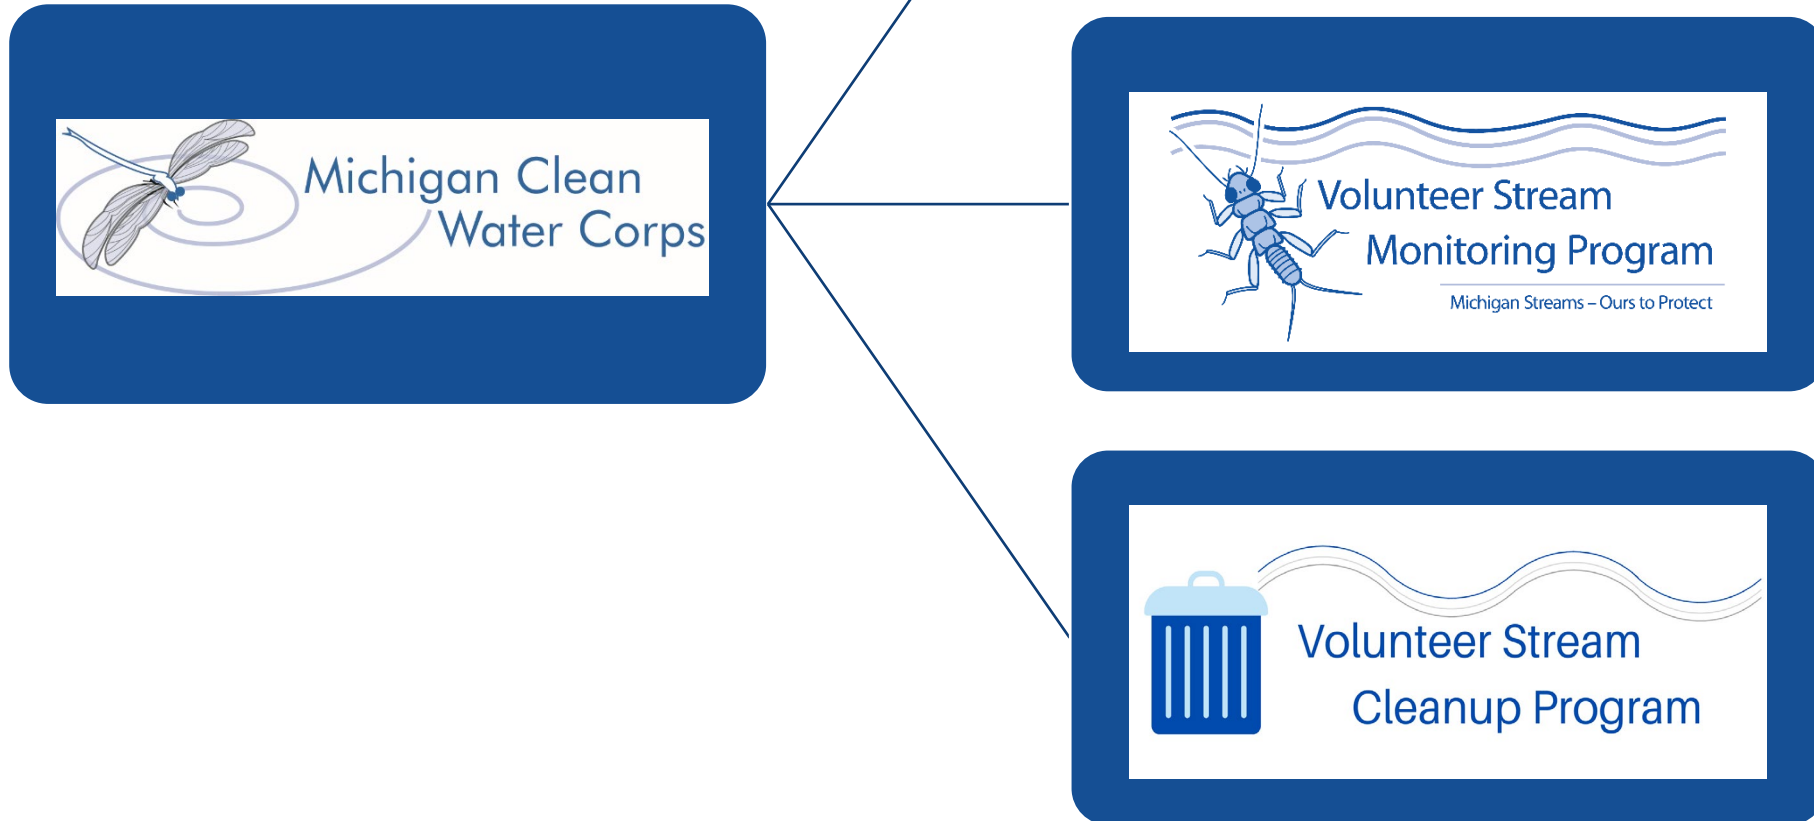 Michigan Clean
Water Corps
Volunteer Stream
Monitoring Program
Michigan Streams – Ours to Protect
Volunteer Stream
Cleanup Program